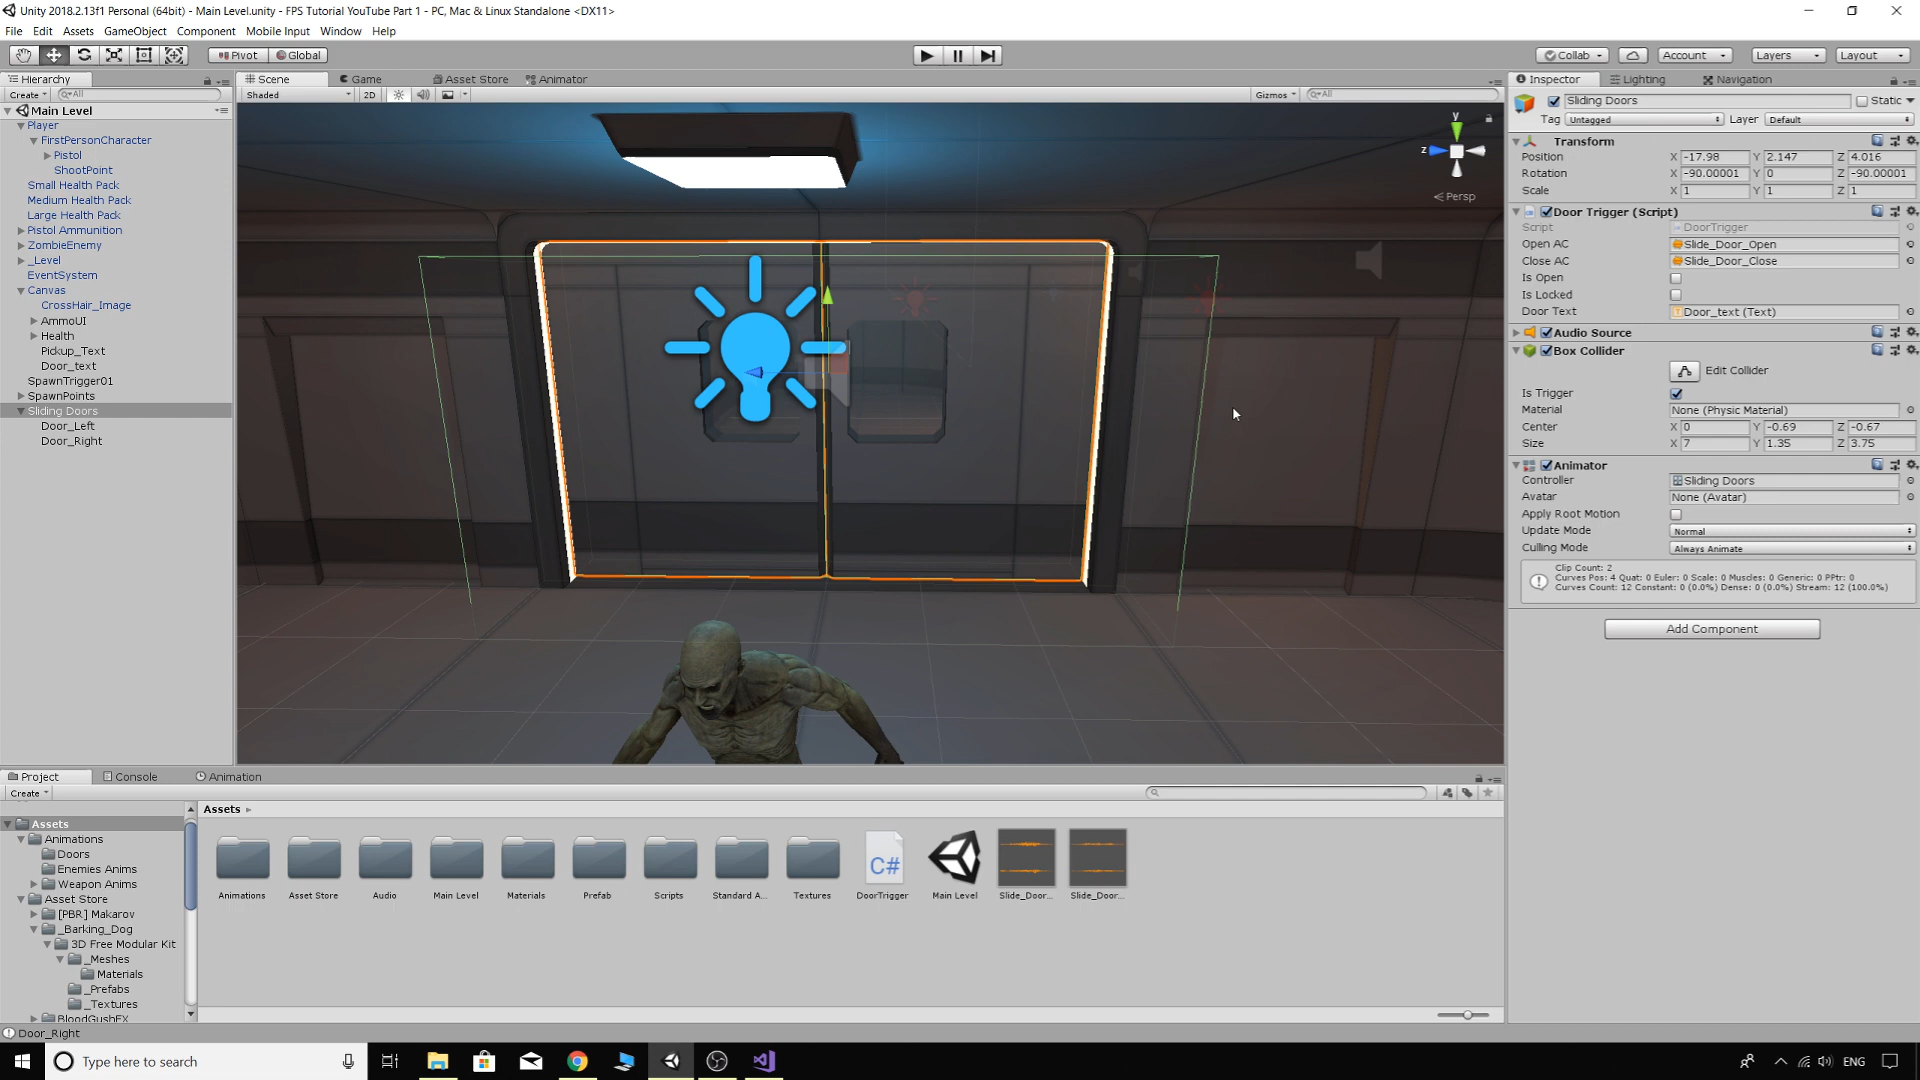 Unity 2018.2.13f1 Personal (64bit) - Main Level.unity - FPS Tutorial YouTube Part 1 - PC, Mac & Linux Standalone <DX11>
File Edit Assets GameObject Component Mobile Input Window Help
Pivot Global Collab Account Layers Layout
Hierarchy
Create All
Main Level
Player
FirstPersonCharacter
Pistol
ShootPoint
Small Health Pack
Medium Health Pack
Large Health Pack
Pistol Ammunition
ZombieEnemy
_Level
EventSystem
Canvas
CrossHair_Image
AmmoUI
Health
Pickup_Text
Door_text
SpawnTrigger01
SpawnPoints
Sliding Doors
Door_Left
Door_Right
Scene Game Asset Store Animator
Shaded 2D Gizmos All
y
z
Persp
Inspector Lighting Navigation
Sliding Doors Static
Tag Untagged Layer Default
Transform
Position X -17.98 Y 2.147 Z 4.016
Rotation X -90.00001 Y 0 Z -90.00001
Scale X 1 Y 1 Z 1
Door Trigger (Script)
Script DoorTrigger
Open AC Slide_Door_Open
Close AC Slide_Door_Close
Is Open
Is Locked
Door Text Door_text (Text)
Audio Source
Box Collider
Edit Collider
Is Trigger
Material None (Physic Material)
Center X 0 Y -0.69 Z -0.67
Size X 7 Y 1.35 Z 3.75
Animator
Controller Sliding Doors
Avatar None (Avatar)
Apply Root Motion
Update Mode Normal
Culling Mode Always Animate
Clip Count: 2
Curves Pos: 4 Quat: 0 Euler: 0 Scale: 0 Muscles: 0 Generic: 0 PPtr: 0
Curves Count: 12 Constant: 0 (0.0%) Dense: 0 (0.0%) Stream: 12 (100.0%)
Add Component
Project Console Animation
Create
Assets
Animations
Doors
Enemies Anims
Weapon Anims
Asset Store
[PBR] Makarov
_Barking_Dog
3D Free Modular Kit
_Meshes
Materials
_Prefabs
_Textures
BloodGushFX
Assets
Animations Asset Store Audio Main Level Materials Prefab Scripts Standard A... Textures DoorTrigger Main Level Slide_Door... Slide_Door...
C#
Door_Right
Type here to search
ENG